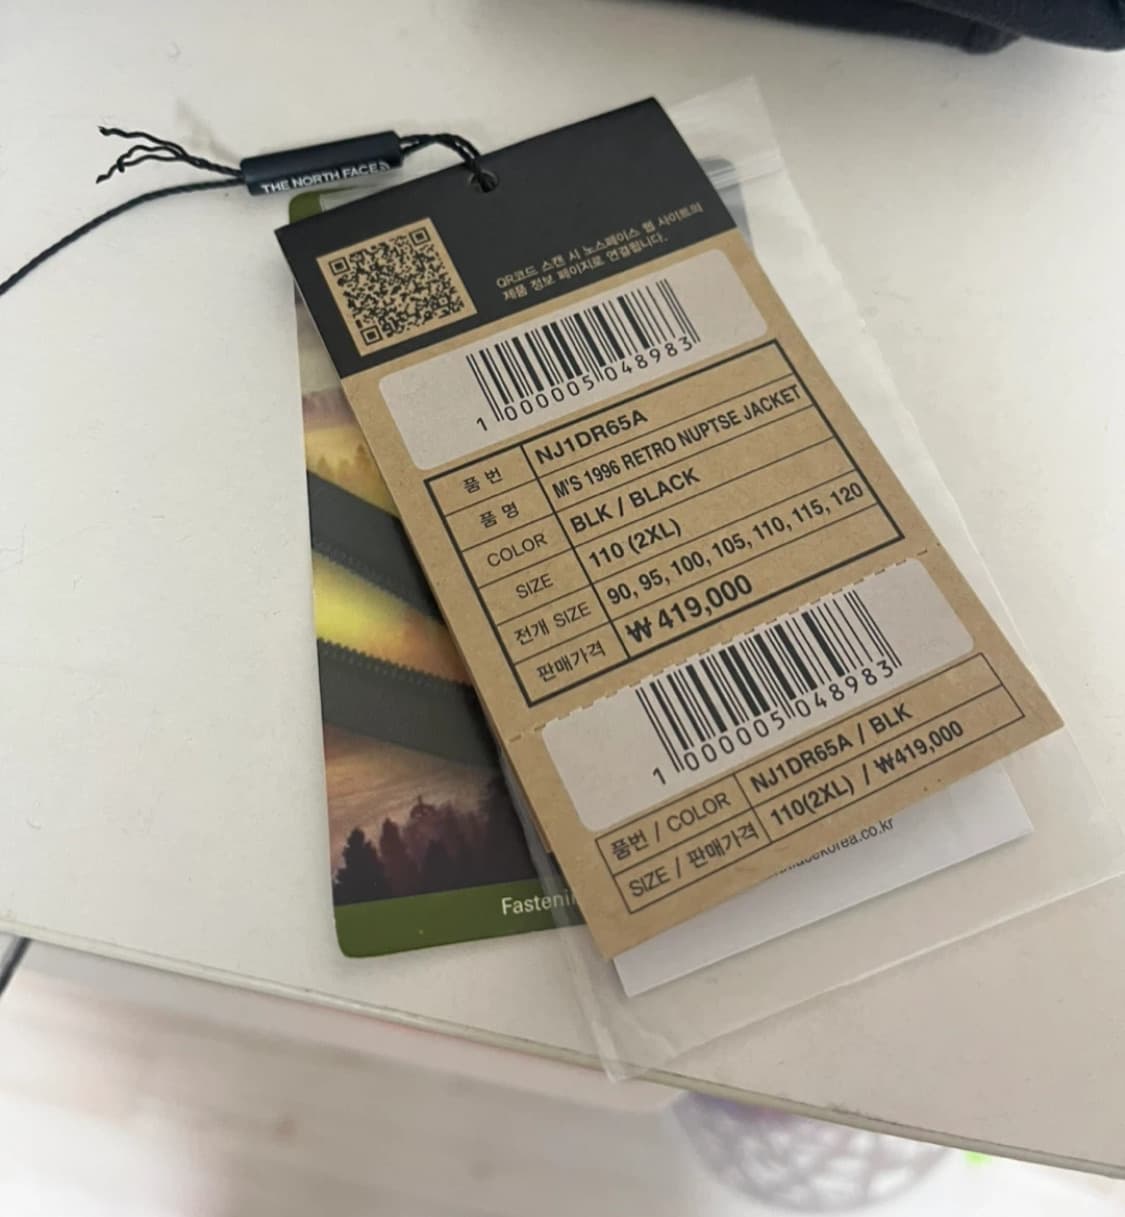 THE NORTH FACE
QR코드 스캔 시 노스페이스 웹 사이트의
제품 정보 페이지로 연결됩니다.
1 000005 048983
품 번 NJ1DR65A
품 명 M'S 1996 RETRO NUPTSE JACKET
COLOR BLK / BLACK
SIZE 110 (2XL)
전개 SIZE 90, 95, 100, 105, 110, 115, 120
판매가격 ₩ 419,000
1 000005 048983
품번 / COLOR NJ1DR65A / BLK
SIZE / 판매가격 110(2XL) / ₩419,000